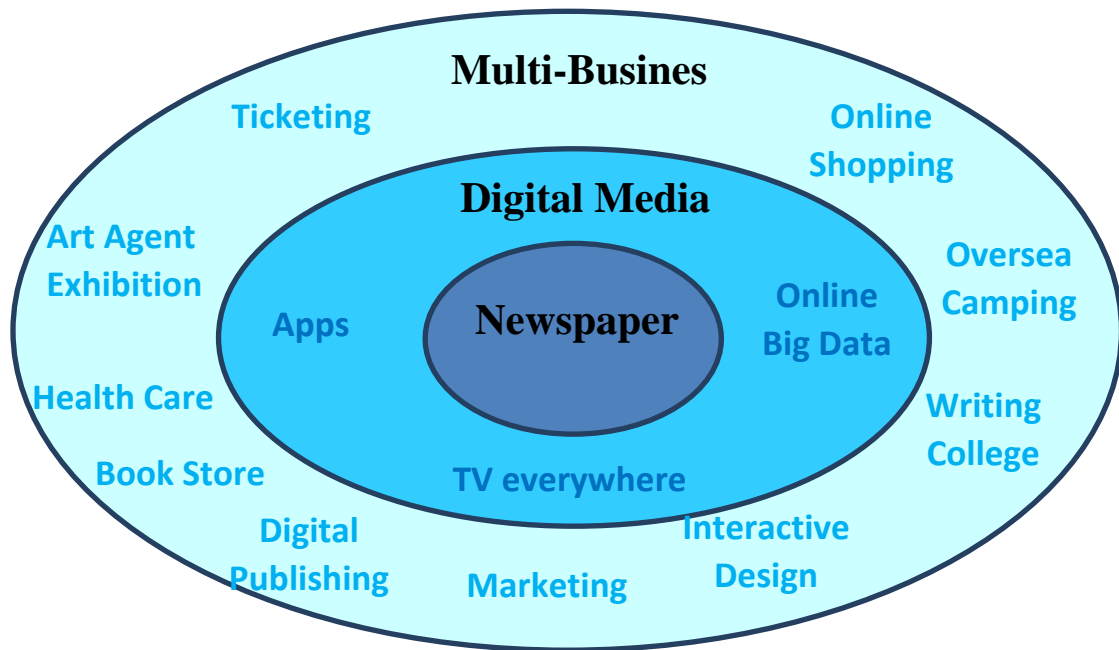 Multi-Busines
Ticketing
Online
Shopping
Digital Media
Art Agent
Exhibition
Oversea
Camping
Apps
Newspaper
Online
Big Data
Health Care
Writing
College
Book Store
TV everywhere
Digital
Publishing
Marketing
Interactive
Design